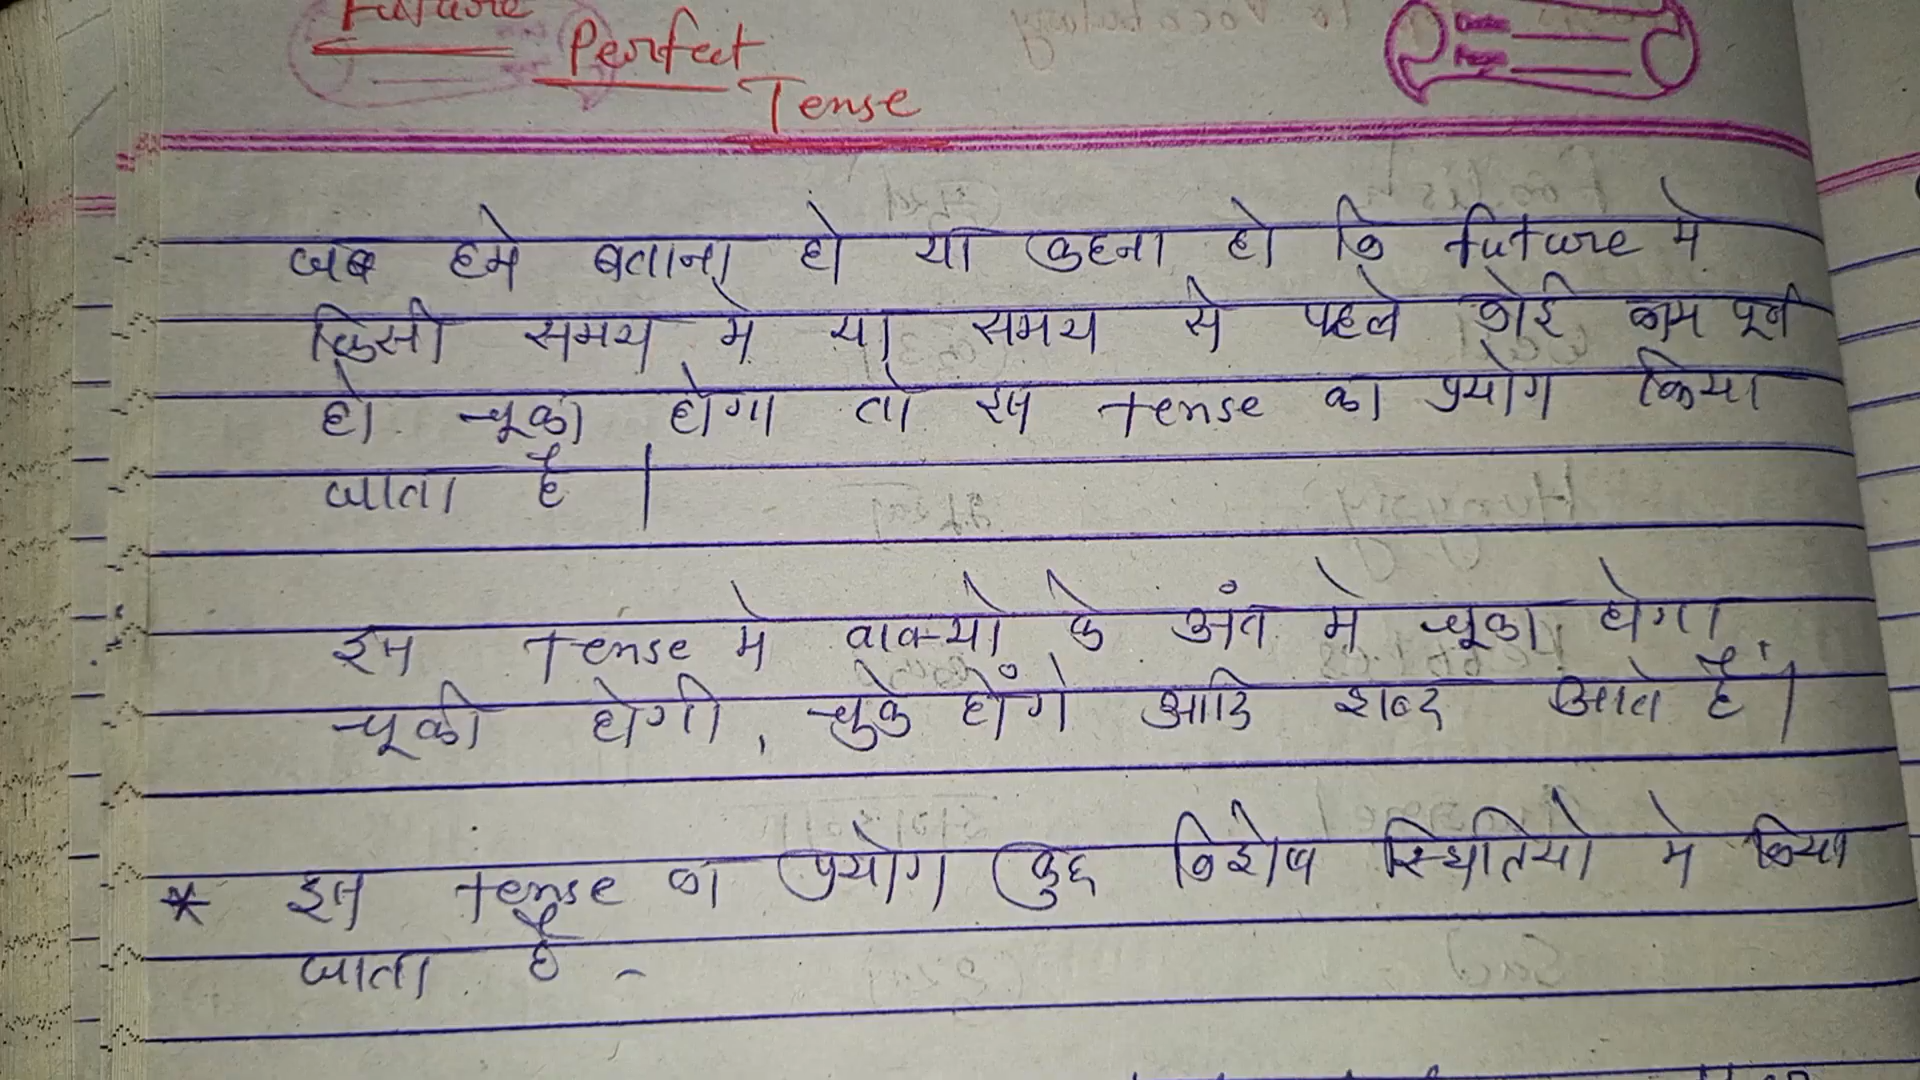 Future
Perfect
Tense
जब हमे बताना हो या कहना हो कि future मे
किसी समय मे या समय से पहले कोई काम पूर्ण
हो चूका होगा तो इस tense का प्रयोग किया
जाता है |
इस tense मे वाक्यो के अंत मे चूका होगा,
चूकी होगी, चुके होंगे आदि शब्द आते है |
* इस tense का प्रयोग कुछ विशेष स्थितियो मे किया
जाता है -